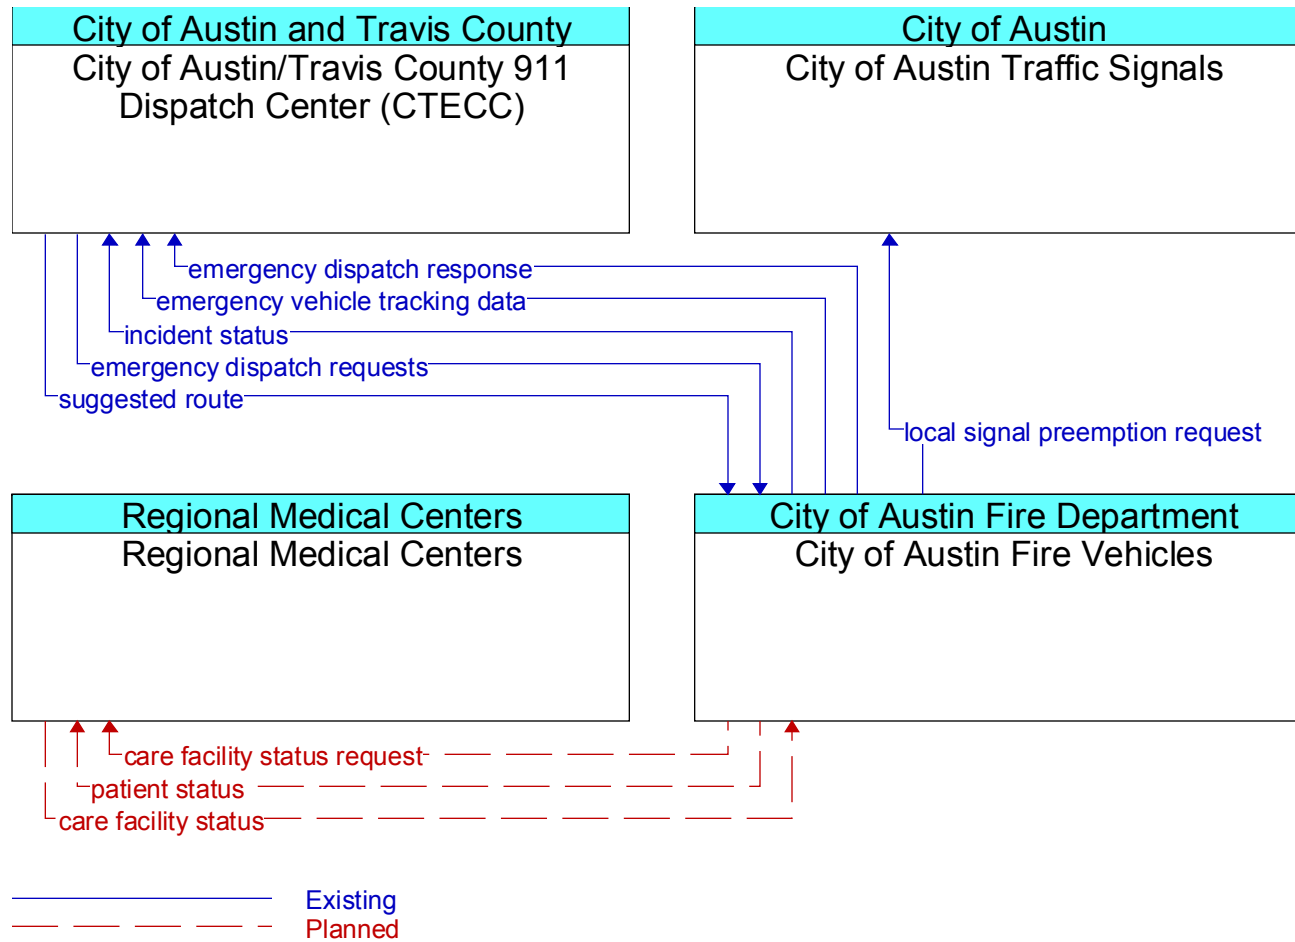 City of Austin and Travis County
City of Austin/Travis County 911
Dispatch Center (CTECC)
City of Austin
City of Austin Traffic Signals
emergency dispatch response
emergency vehicle tracking data
incident status
emergency dispatch requests
suggested route
local signal preemption request
Regional Medical Centers
Regional Medical Centers
City of Austin Fire Department
City of Austin Fire Vehicles
care facility status request
patient status
care facility status
Existing
Planned